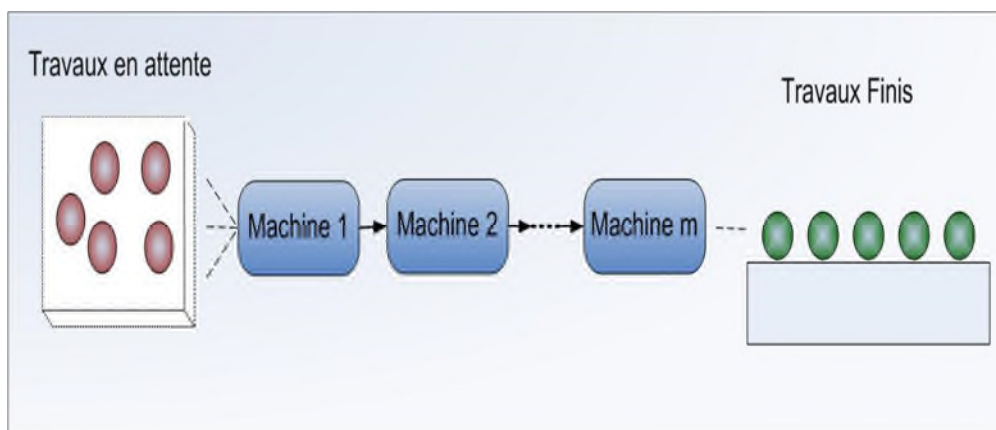 Travaux en attente
Travaux Finis
Machine 1
Machine 2
Machine m